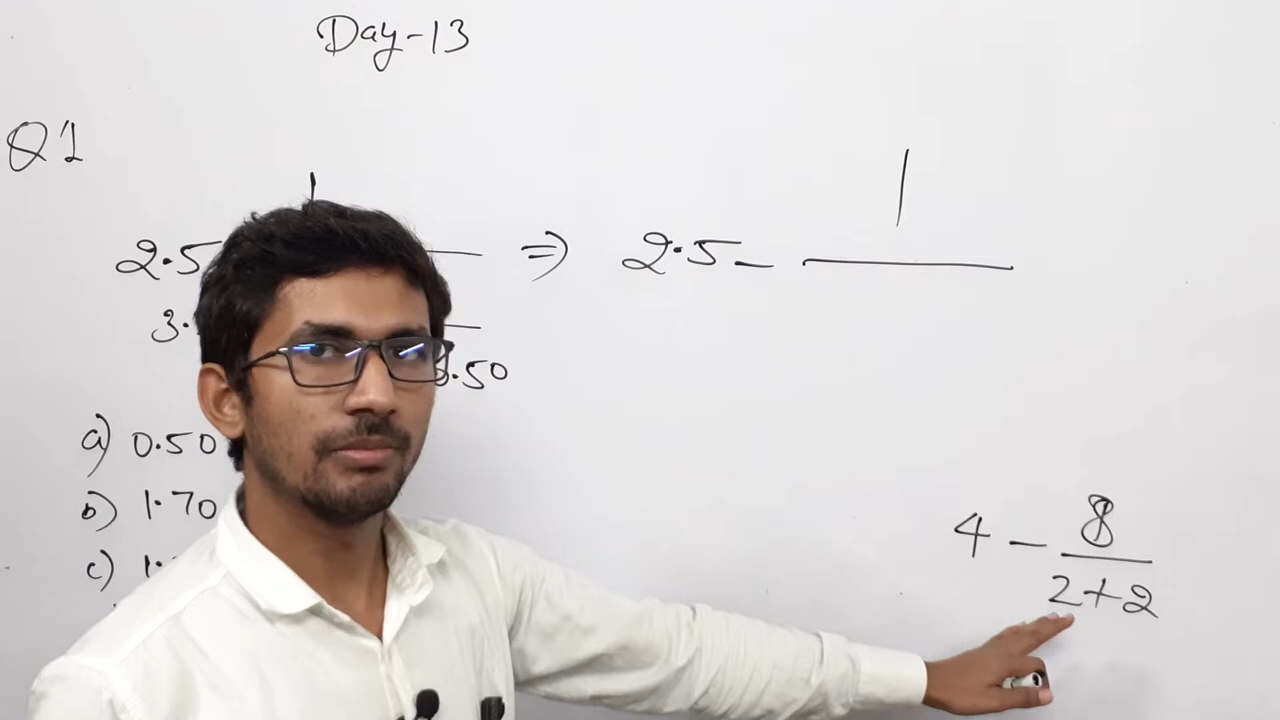 Day-13
Q1
1
2.5
⇒ 2.5 - 1
3.
.50
a) 0.50
b) 1.70
c) 1.
4 - 8
2+2